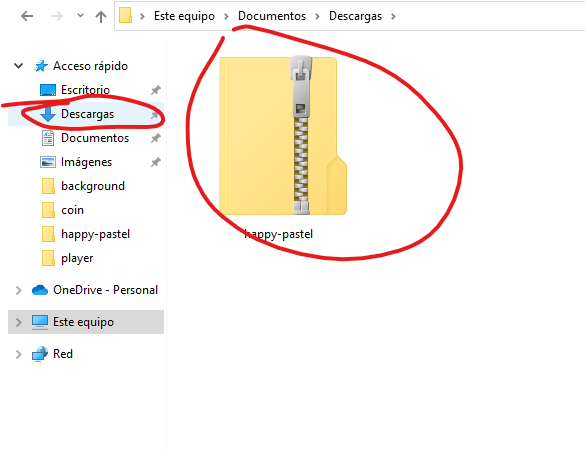 Este equipo > Documentos > Descargas >
Acceso rápido
Escritorio
Descargas
Documentos
Imágenes
background
coin
happy-pastel
player
OneDrive - Personal
Este equipo
Red
happy-pastel